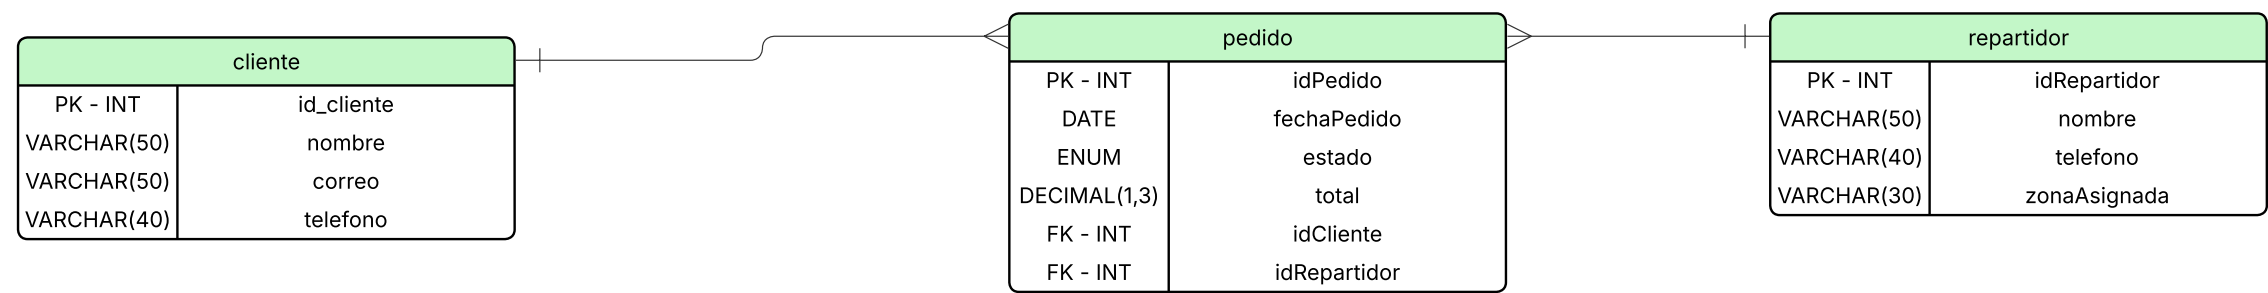 cliente
PK - INT id_cliente
VARCHAR(50) nombre
VARCHAR(50) correo
VARCHAR(40) telefono
pedido
PK - INT idPedido
DATE fechaPedido
ENUM estado
DECIMAL(1,3) total
FK - INT idCliente
FK - INT idRepartidor
repartidor
PK - INT idRepartidor
VARCHAR(50) nombre
VARCHAR(40) telefono
VARCHAR(30) zonaAsignada